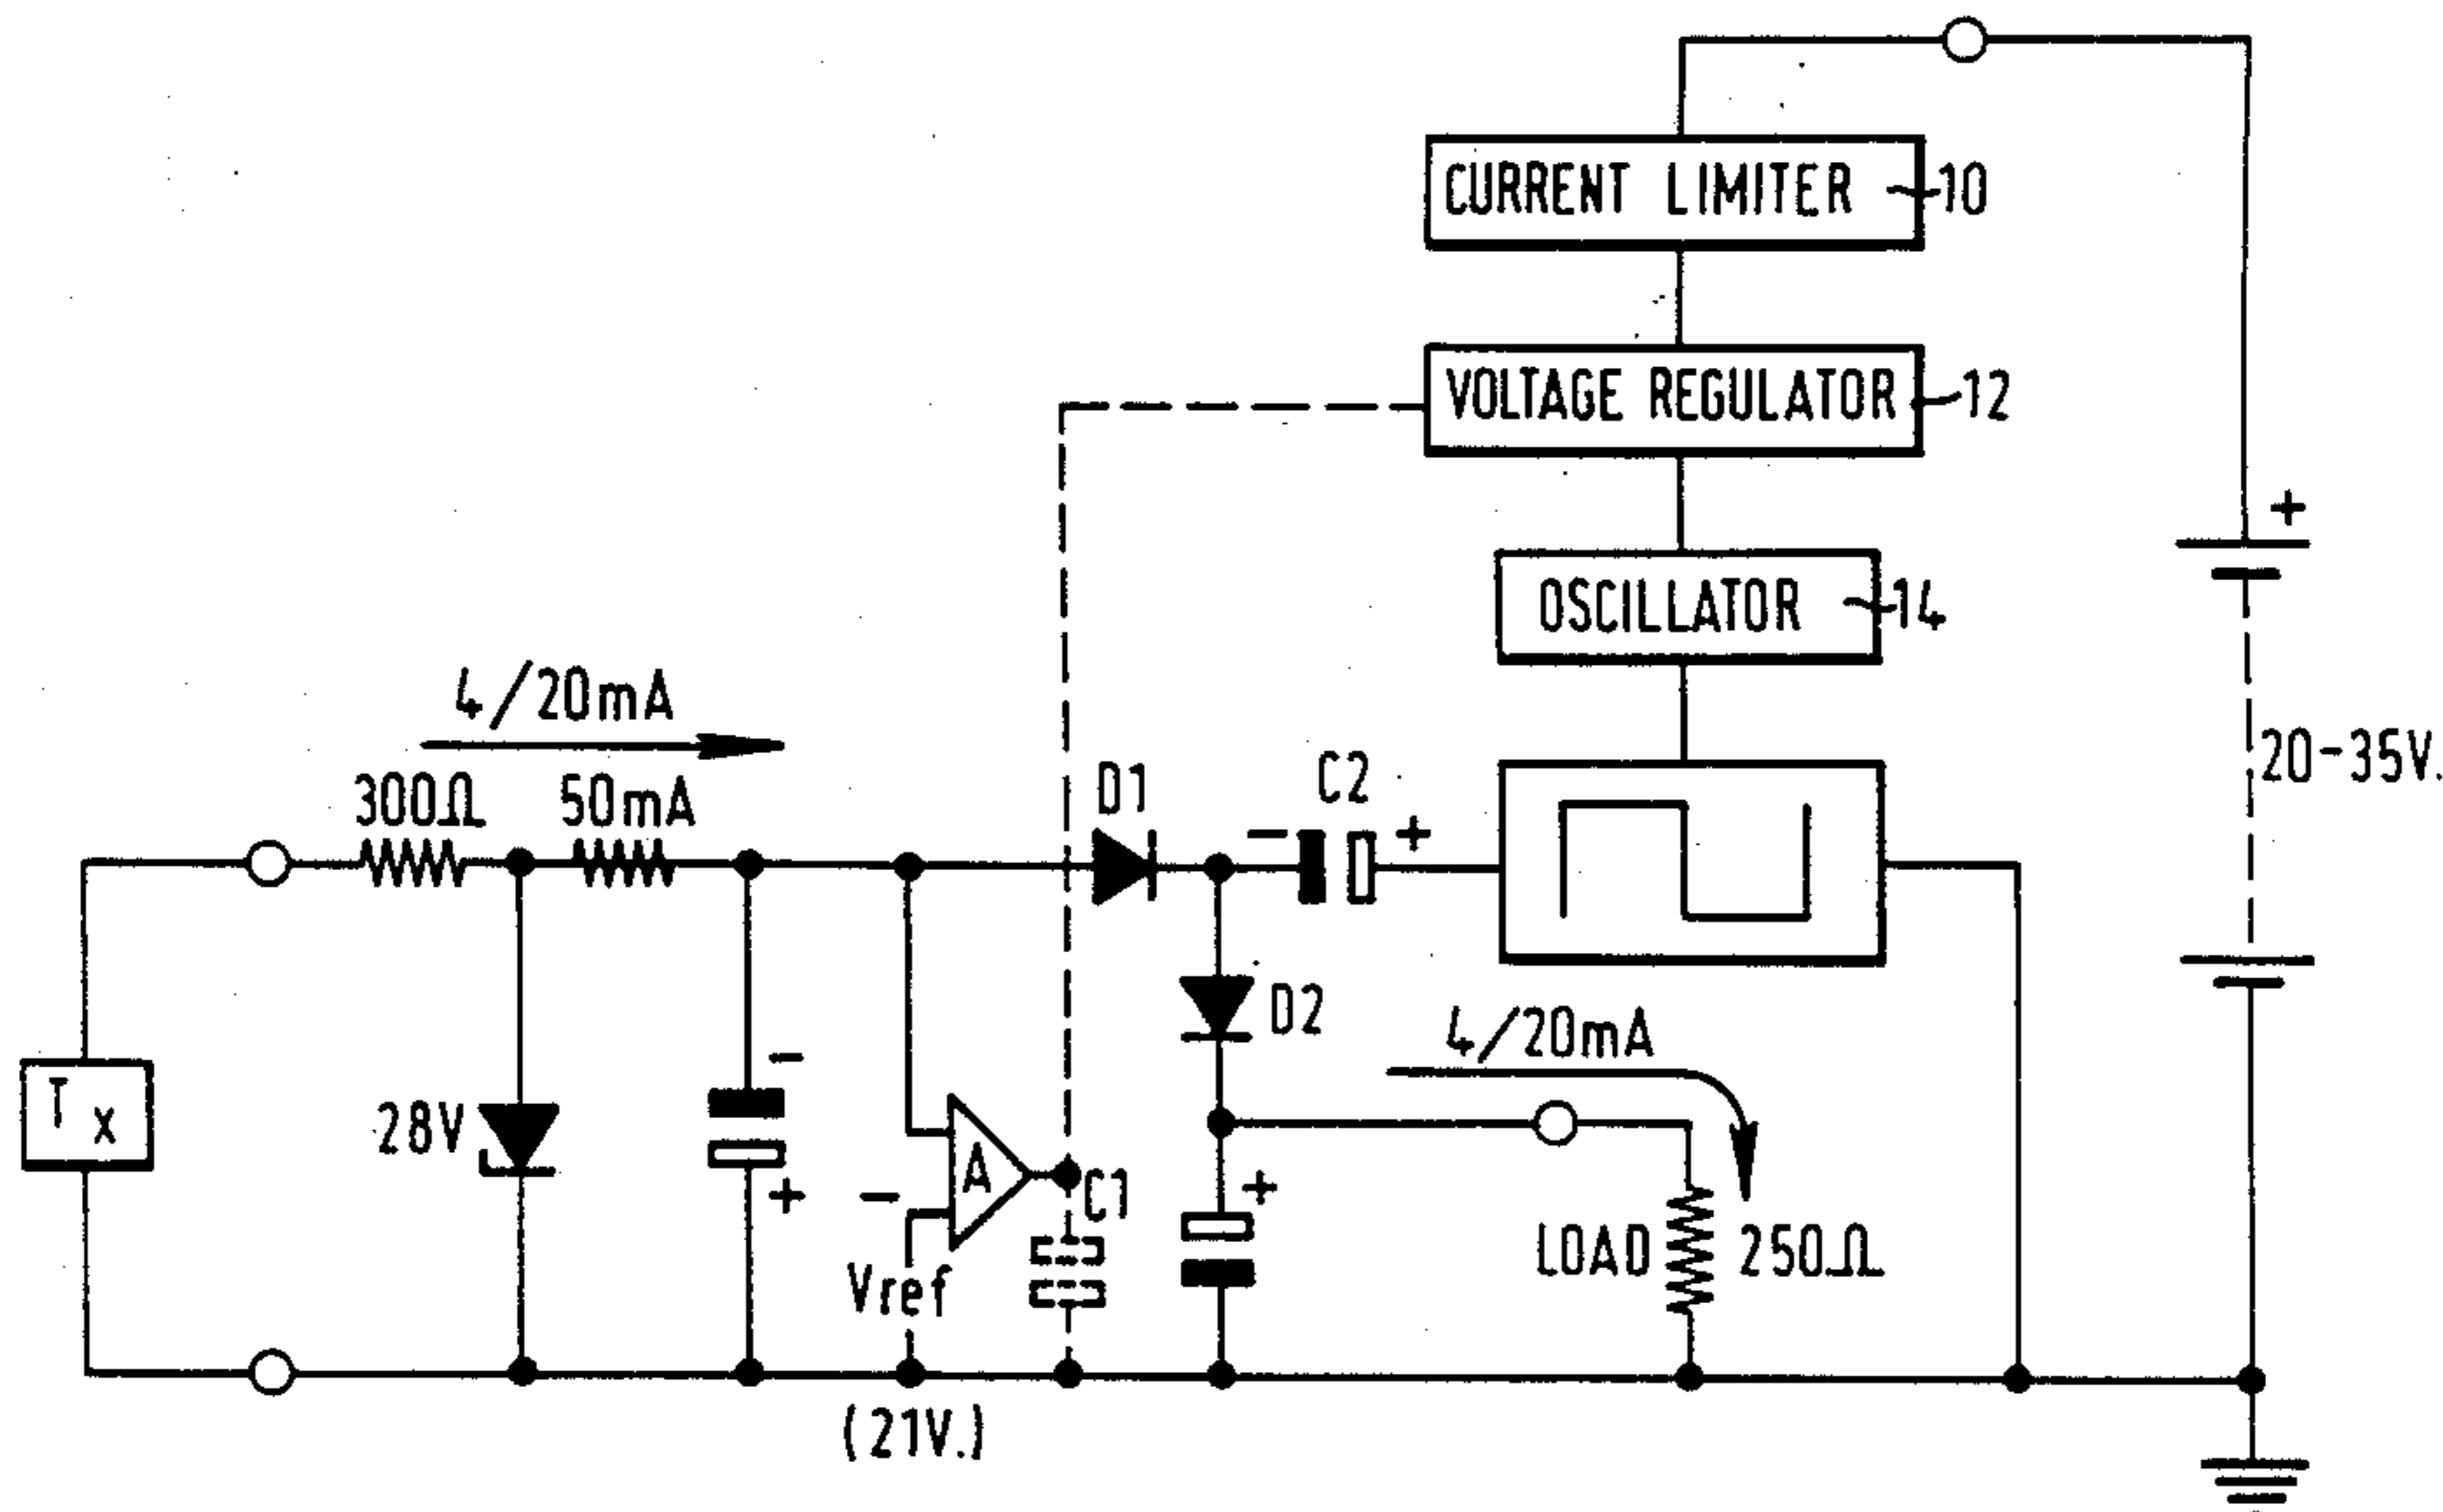 CURRENT LIMITER 10
VOLTAGE REGULATOR 12
+
OSCILLATOR 14
4/20mA
20-35V.
300Ω 50mA
D1
- C2 +
D2
4/20mA
Tx
28V
-
+
A
- C1
+
Vref
LOAD 250Ω
(21V.)